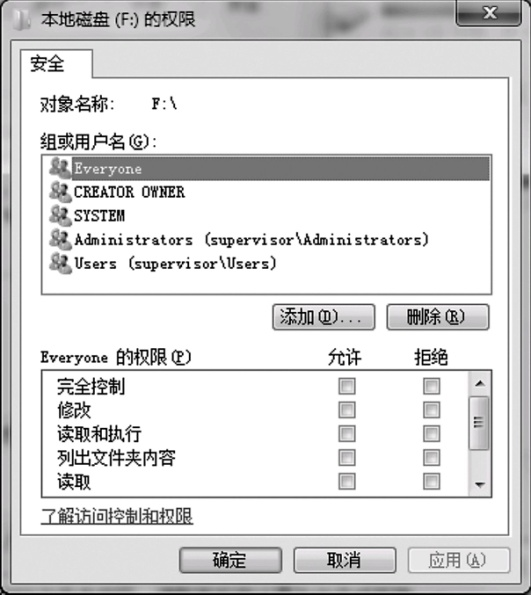 本地磁盘 (F:) 的权限
安全
对象名称: F:\
组或用户名(G):
Everyone
CREATOR OWNER
SYSTEM
Administrators (supervisor\Administrators)
Users (supervisor\Users)
添加(D)... 删除(R)
Everyone 的权限(P) 允许 拒绝
完全控制
修改
读取和执行
列出文件夹内容
读取
了解访问控制和权限
确定 取消 应用(A)